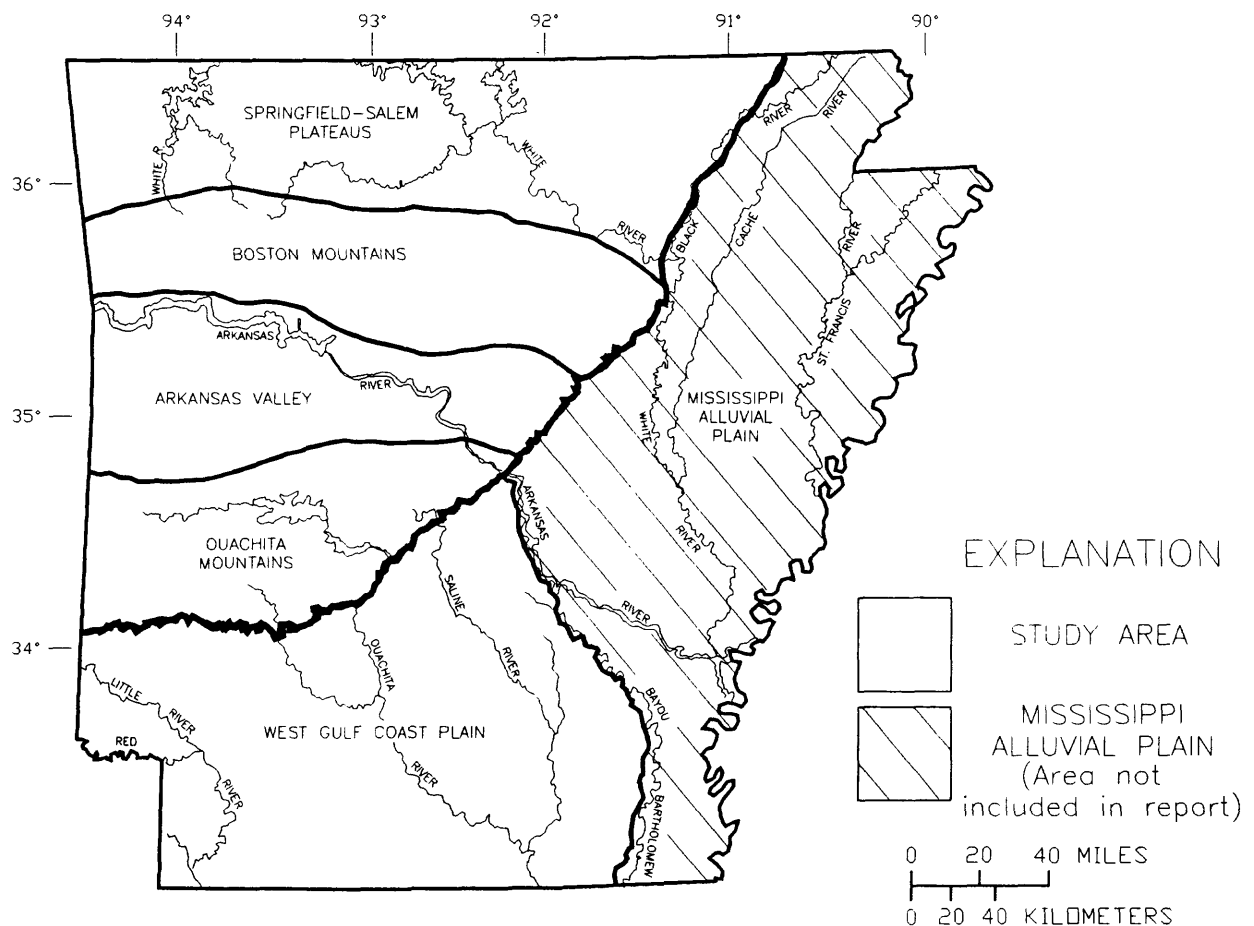 94° 93° 92° 91° 90°
SPRINGFIELD-SALEM
PLATEAUS
RIVER
RIVER
WHITE R
WHITE
36°
RIVER
BLACK
CACHE
RIVER
BOSTON MOUNTAINS
ARKANSAS
ST. FRANCIS
RIVER
ARKANSAS VALLEY
35°
WHITE
MISSISSIPPI
ALLUVIAL
PLAIN
ARKANSAS
RIVER
OUACHITA
MOUNTAINS
SALINE
RIVER
34°
OUACHITA
RIVER
LITTLE
RIVER
RED
RIVER
WEST GULF COAST PLAIN
RIVER
BAYOU
BARTHOLOMEW
EXPLANATION
STUDY AREA
MISSISSIPPI
ALLUVIAL PLAIN
(Area not
included in report)
0 20 40 MILES
0 20 40 KILOMETERS